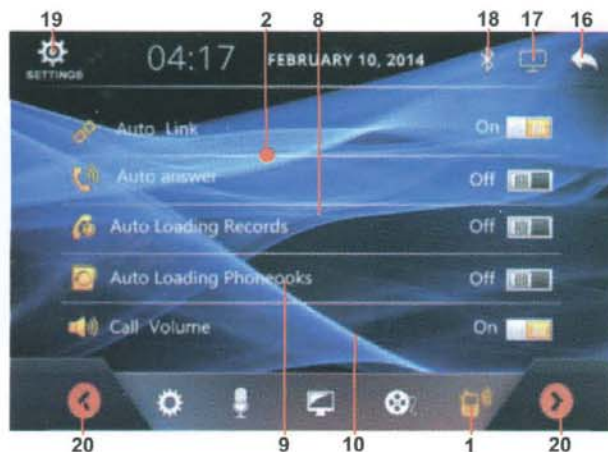 19 2 8 18 17 16
SETTINGS 04:17 FEBRUARY 10, 2014
Auto Link On
Auto answer Off
Auto Loading Records Off
Auto Loading Phonepoks Off
Call Volume On
20 9 10 1 20